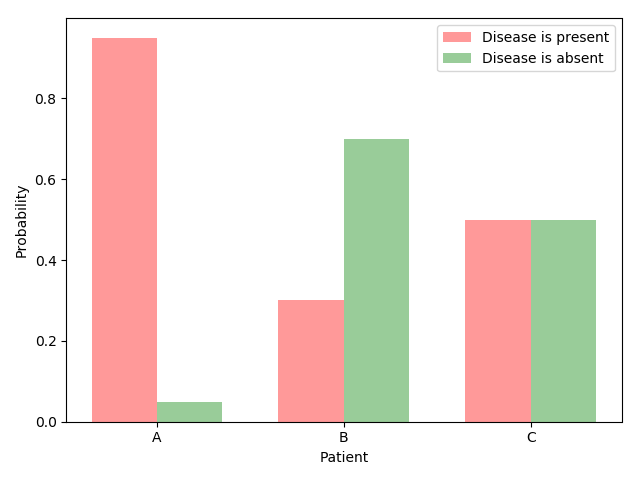 Disease is present
Disease is absent
Probability
0.8
0.6
0.4
0.2
0.0
A B C
Patient